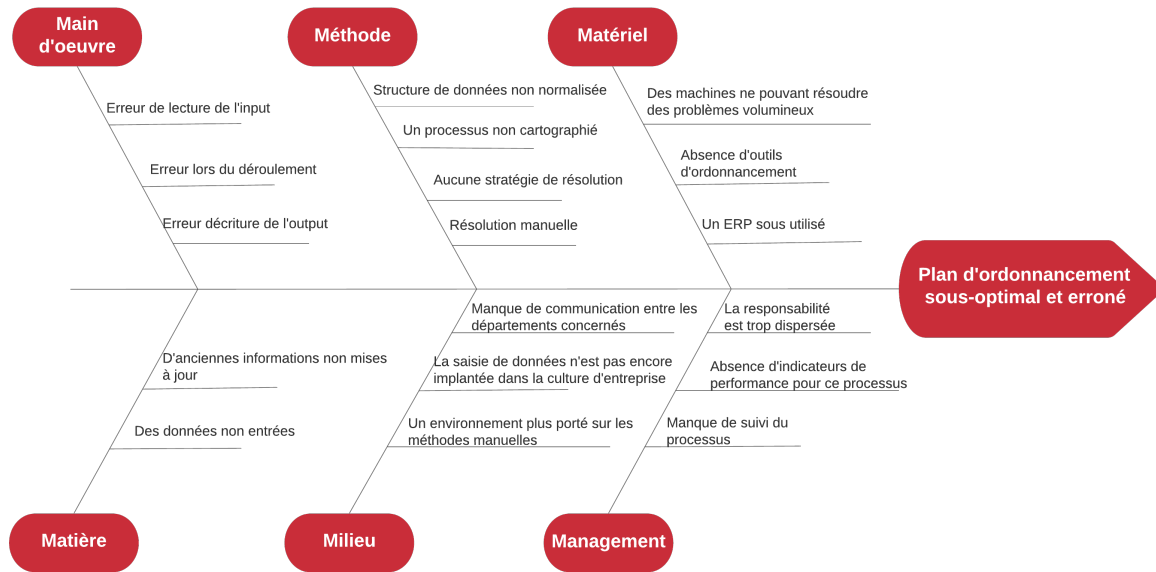 Main
d'oeuvre
Méthode
Matériel
Erreur de lecture de l'input
Erreur lors du déroulement
Erreur décriture de l'output
Structure de données non normalisée
Un processus non cartographié
Aucune stratégie de résolution
Résolution manuelle
Des machines ne pouvant résoudre
des problèmes volumineux
Absence d'outils
d'ordonnancement
Un ERP sous utilisé
Plan d'ordonnancement
sous-optimal et erroné
D'anciennes informations non mises
à jour
Des données non entrées
Manque de communication entre les
départements concernés
La saisie de données n'est pas encore
implantée dans la culture d'entreprise
Un environnement plus porté sur les
méthodes manuelles
La responsabilité
est trop dispersée
Absence d'indicateurs de
performance pour ce processus
Manque de suivi du
processus
Matière
Milieu
Management